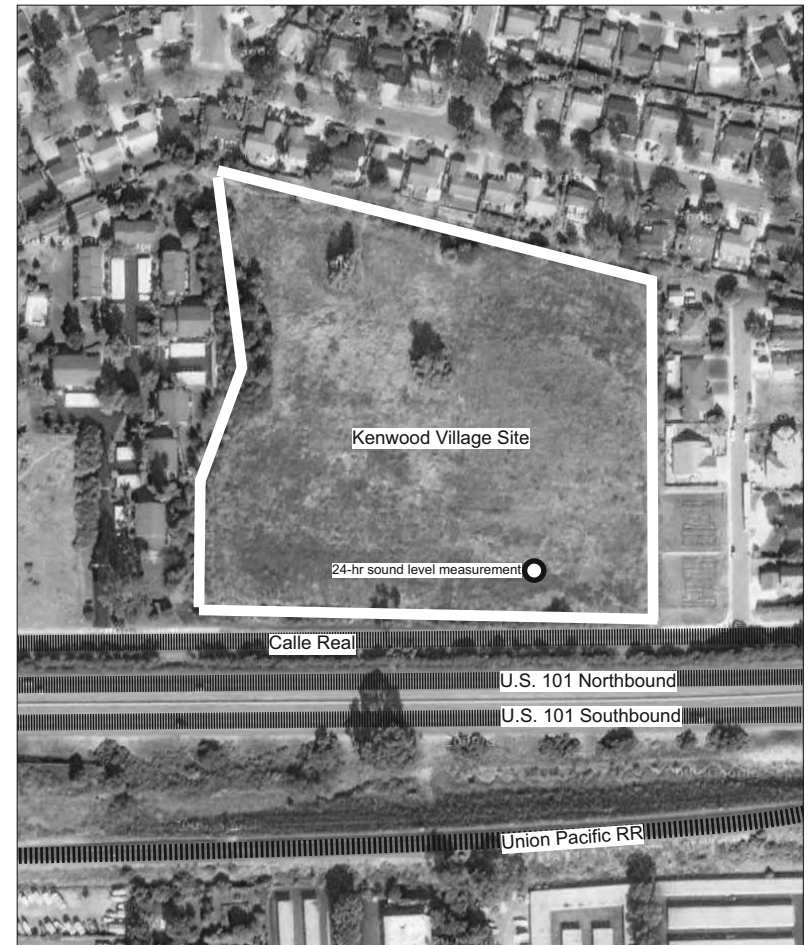 Kenwood Village Site
24-hr sound level measurement
Calle Real
U.S. 101 Northbound
U.S. 101 Southbound
Union Pacific RR